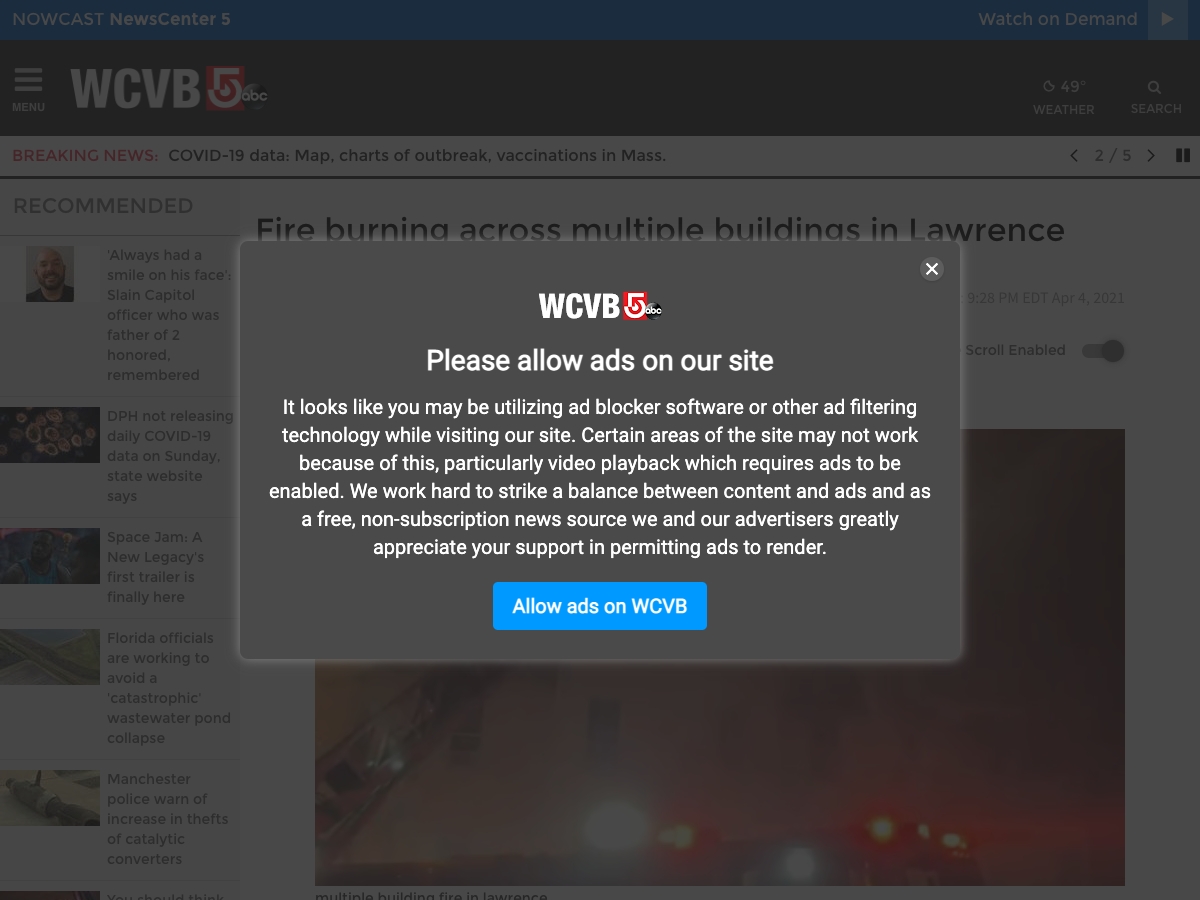 NOWCAST NewsCenter 5
Watch on Demand
MENU
WCVB 5 abc
49°
WEATHER
SEARCH
BREAKING NEWS: COVID-19 data: Map, charts of outbreak, vaccinations in Mass.
2 / 5
RECOMMENDED
'Always had a
smile on his face':
Slain Capitol
officer who was
father of 2
honored,
remembered
DPH not releasing
daily COVID-19
data on Sunday,
state website
says
Space Jam: A
New Legacy's
first trailer is
finally here
Florida officials
are working to
avoid a
'catastrophic'
wastewater pond
collapse
Manchester
police warn of
increase in thefts
of catalytic
converters
You should think
Fire burning across multiple buildings in Lawrence
: 9:28 PM EDT Apr 4, 2021
Scroll Enabled
WCVB 5 abc
Please allow ads on our site
It looks like you may be utilizing ad blocker software or other ad filtering
technology while visiting our site. Certain areas of the site may not work
because of this, particularly video playback which requires ads to be
enabled. We work hard to strike a balance between content and ads and as
a free, non-subscription news source we and our advertisers greatly
appreciate your support in permitting ads to render.
Allow ads on WCVB
multiple building fire in lawrence